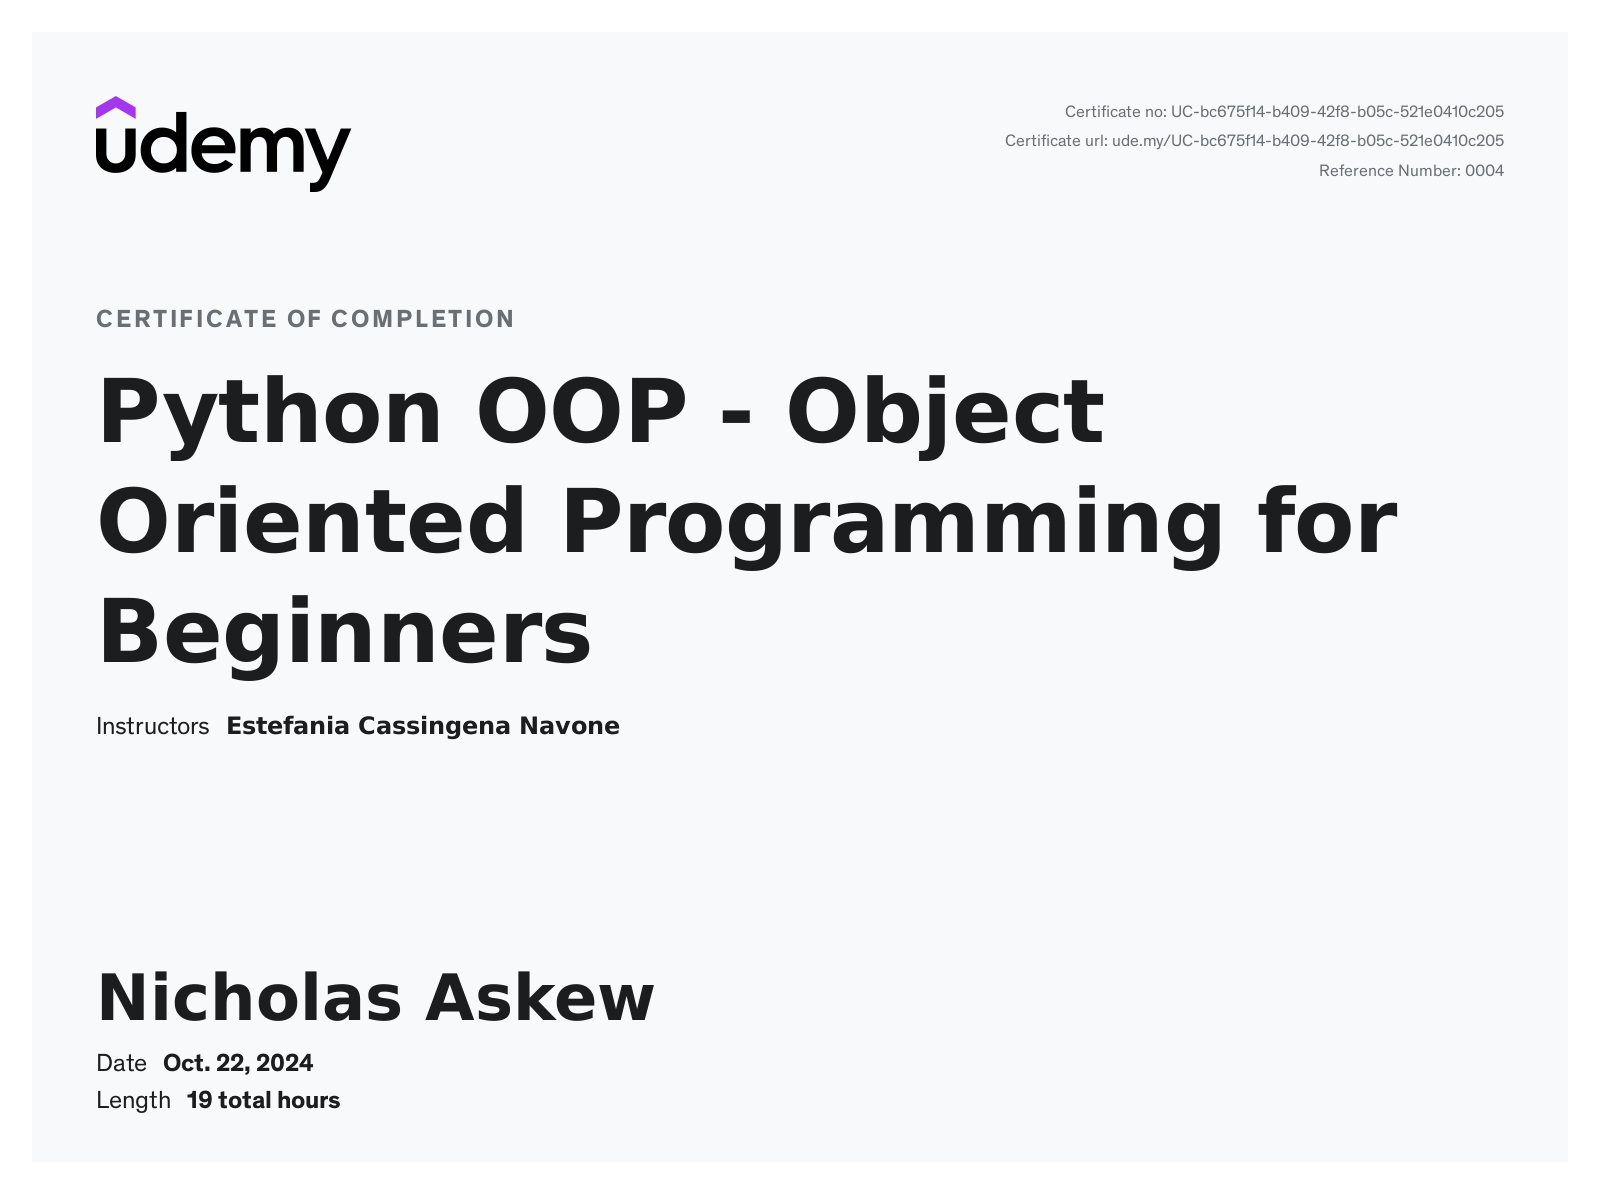 udemy
Certificate no: UC-bc675f14-b409-42f8-b05c-521e0410c205
Certificate url: ude.my/UC-bc675f14-b409-42f8-b05c-521e0410c205
Reference Number: 0004
CERTIFICATE OF COMPLETION
Python OOP - Object
Oriented Programming for
Beginners
Instructors Estefania Cassingena Navone
Nicholas Askew
Date Oct. 22, 2024
Length 19 total hours